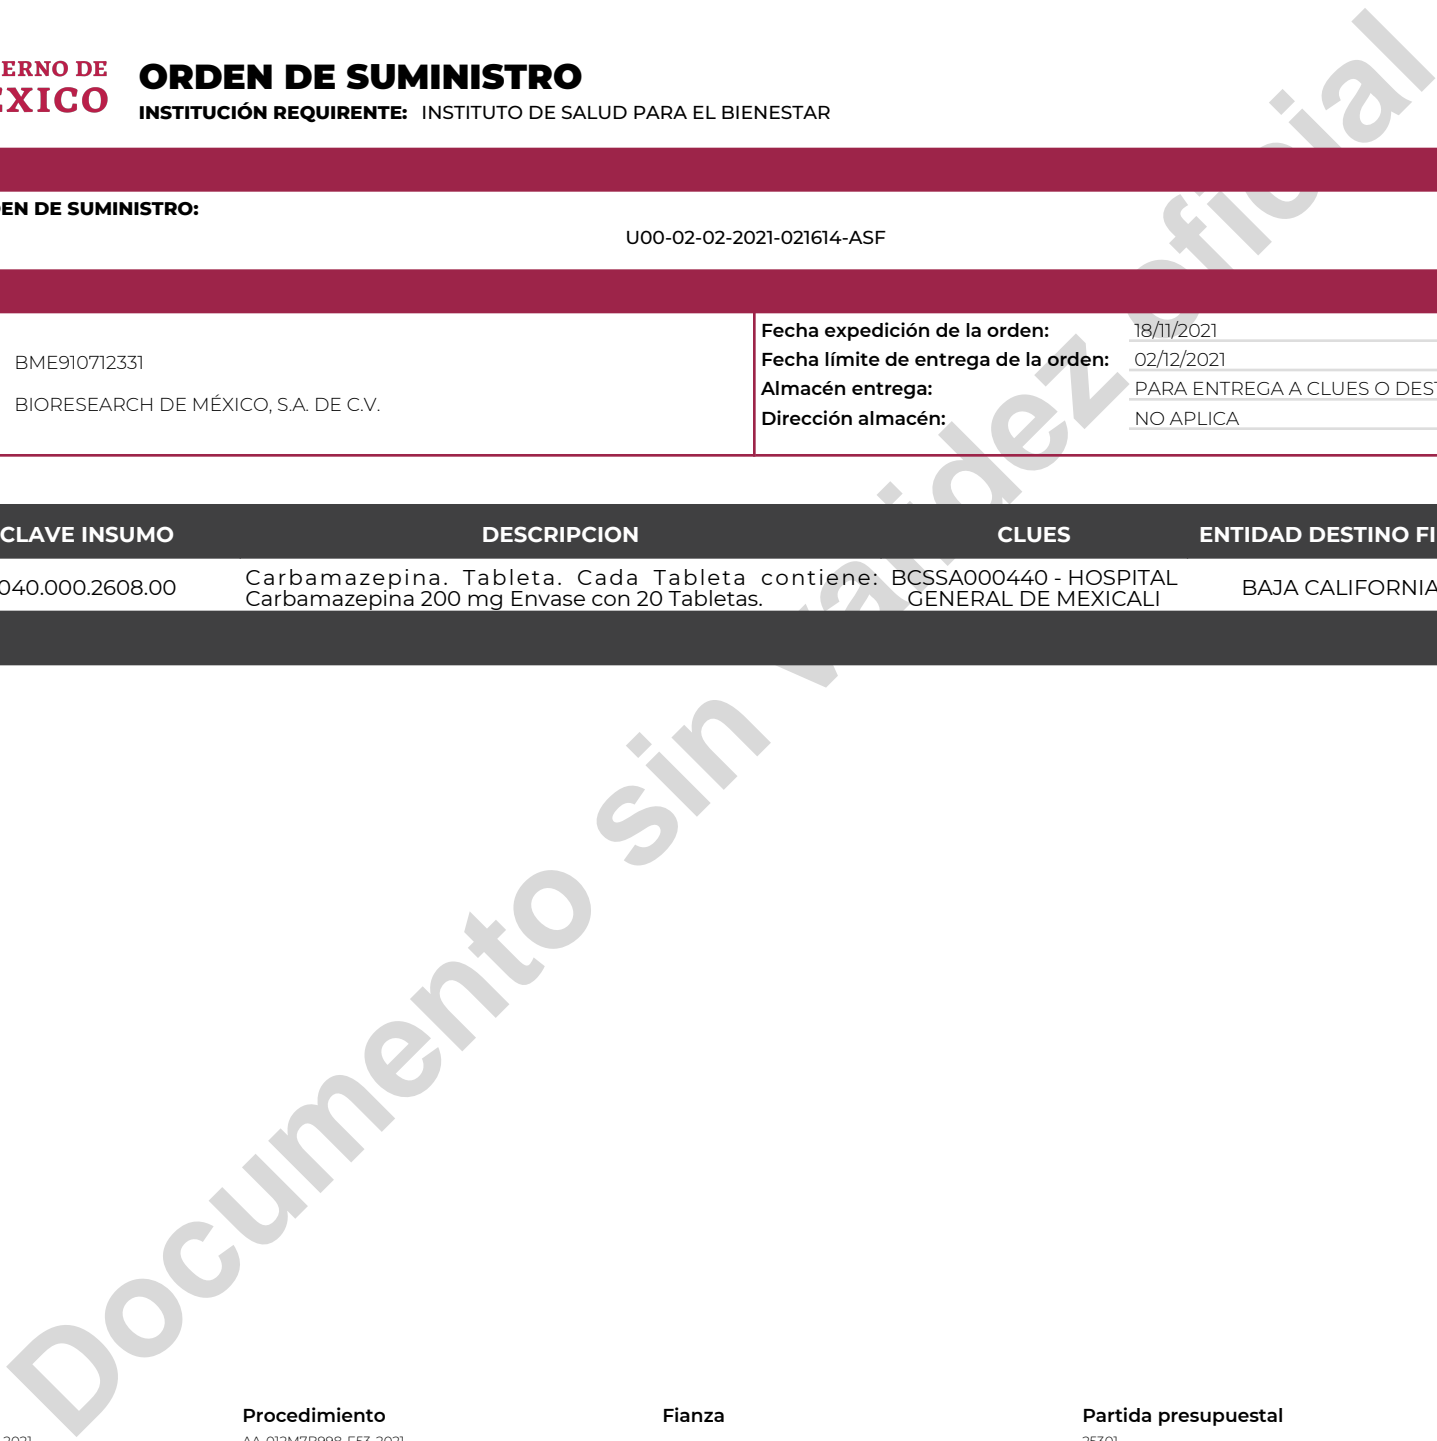 ERNO DE
EXICO
ORDEN DE SUMINISTRO
INSTITUCIÓN REQUIRENTE: INSTITUTO DE SALUD PARA EL BIENESTAR
EN DE SUMINISTRO:
U00-02-02-2021-021614-ASF
BME910712331
BIORESEARCH DE MÉXICO, S.A. DE C.V.
Fecha expedición de la orden: 18/11/2021
Fecha límite de entrega de la orden: 02/12/2021
Almacén entrega: PARA ENTREGA A CLUES O DEST
Dirección almacén: NO APLICA
CLAVE INSUMO DESCRIPCION CLUES ENTIDAD DESTINO FI
040.000.2608.00 Carbamazepina. Tableta. Cada Tableta contiene: Carbamazepina 200 mg Envase con 20 Tabletas. BCSSA000440 - HOSPITAL GENERAL DE MEXICALI BAJA CALIFORNIA
Documento sin validez oficial
Procedimiento Fianza Partida presupuestal